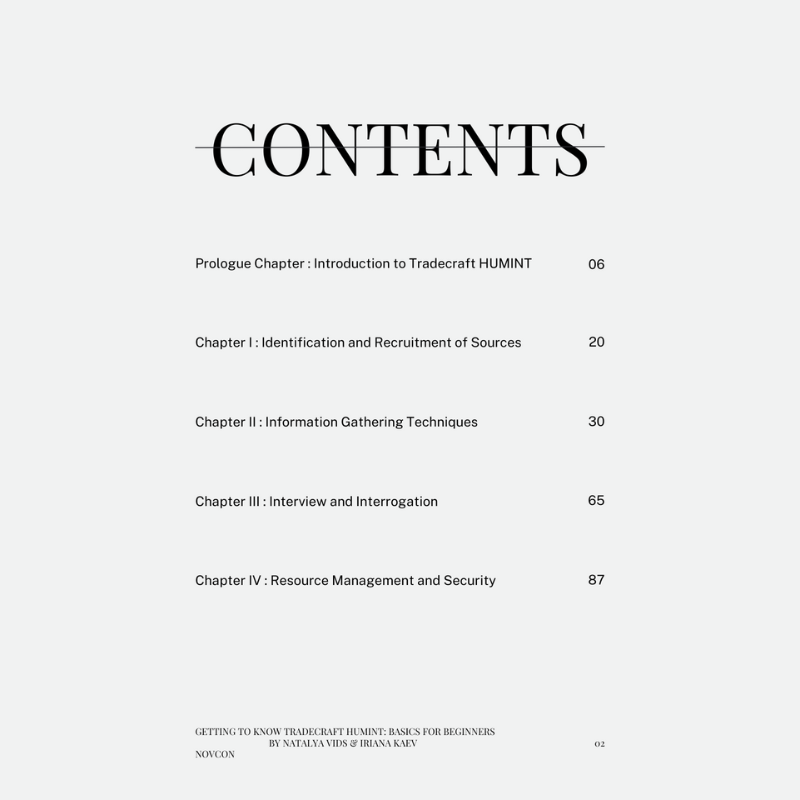 CONTENTS
Prologue Chapter : Introduction to Tradecraft HUMINT 06
Chapter I : Identification and Recruitment of Sources 20
Chapter II : Information Gathering Techniques 30
Chapter III : Interview and Interrogation 65
Chapter IV : Resource Management and Security 87
GETTING TO KNOW TRADECRAFT HUMINT: BASICS FOR BEGINNERS
BY NATALYA VIDS & IRIANA KAEV 02
NOVCON